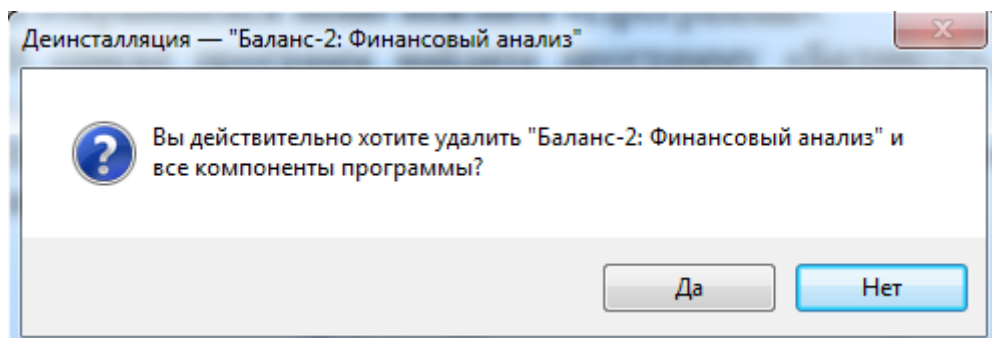 Деинсталляция — "Баланс-2: Финансовый анализ"
Вы действительно хотите удалить "Баланс-2: Финансовый анализ" и
все компоненты программы?
Да
Нет